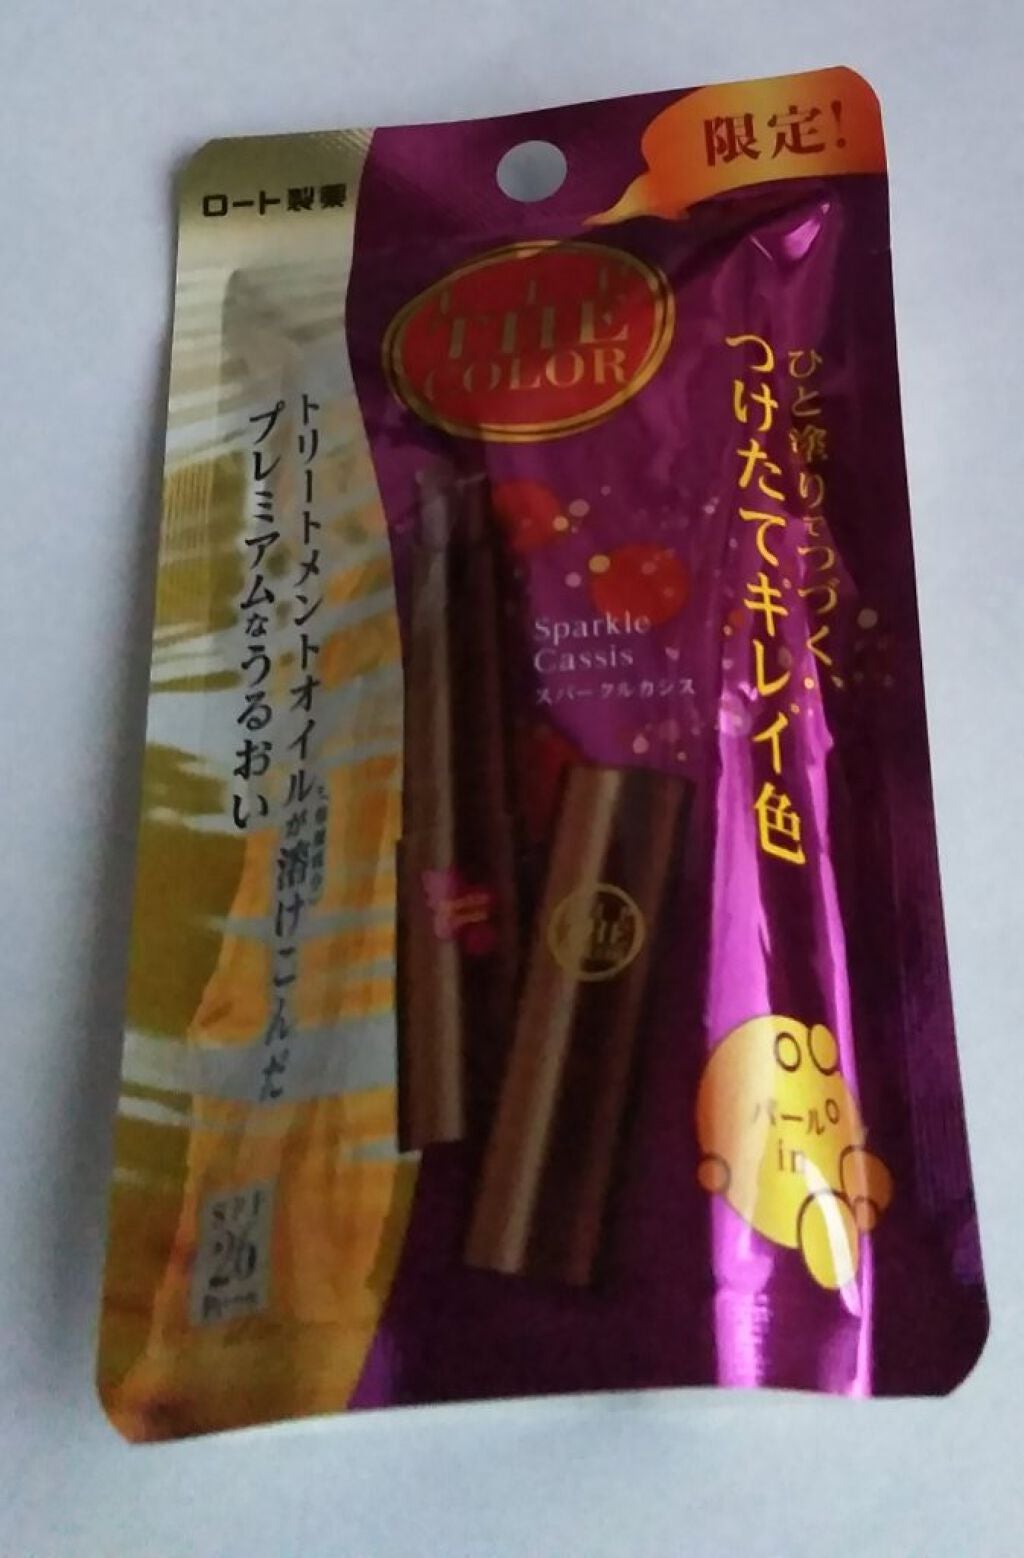 限定!
ロート製薬
LIP
THE
COLOR
ひと塗りでつづく、
つけたてキレイ色
トリートメントオイルが溶けこんだ
プレミアムなうるおい
Sparkle
Cassis
スパークルカシス
パール
in
SPF
26